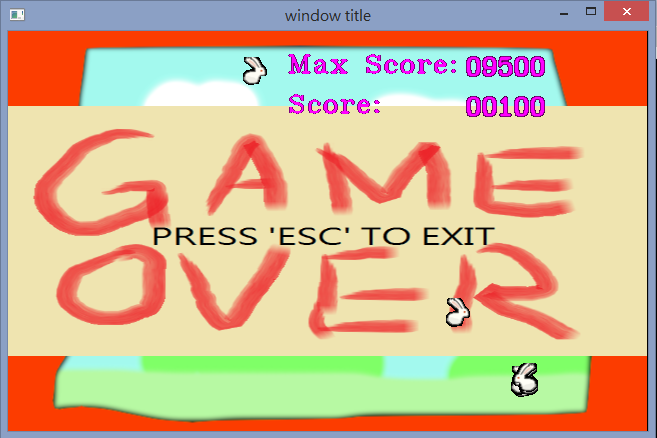 window title
Max Score: 09500
Score: 00100
GAME
PRESS 'ESC' TO EXIT
OVER